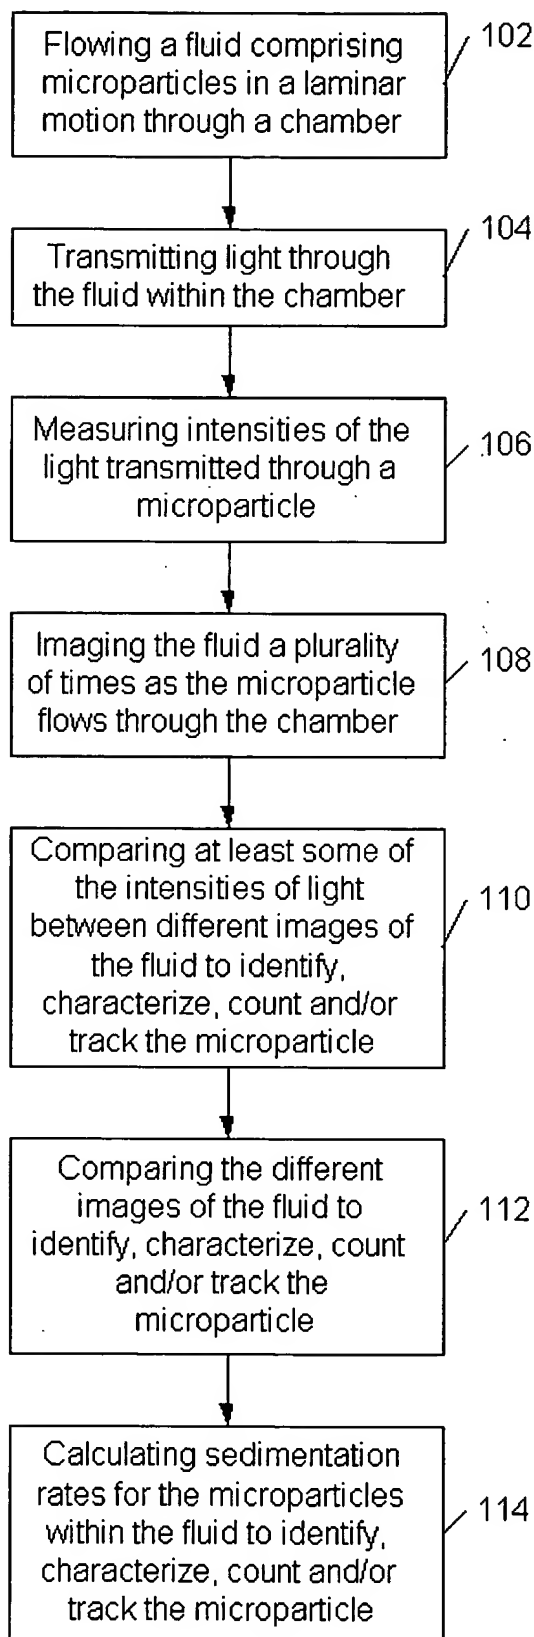 Flowing a fluid comprising
microparticles in a laminar
motion through a chamber
102
Transmitting light through
the fluid within the chamber
104
Measuring intensities of the
light transmitted through a
microparticle
106
Imaging the fluid a plurality
of times as the microparticle
flows through the chamber
108
Comparing at least some of
the intensities of light
between different images of
the fluid to identify,
characterize, count and/or
track the microparticle
110
Comparing the different
images of the fluid to
identify, characterize, count
and/or track the
microparticle
112
Calculating sedimentation
rates for the microparticles
within the fluid to identify,
characterize, count and/or
track the microparticle
114